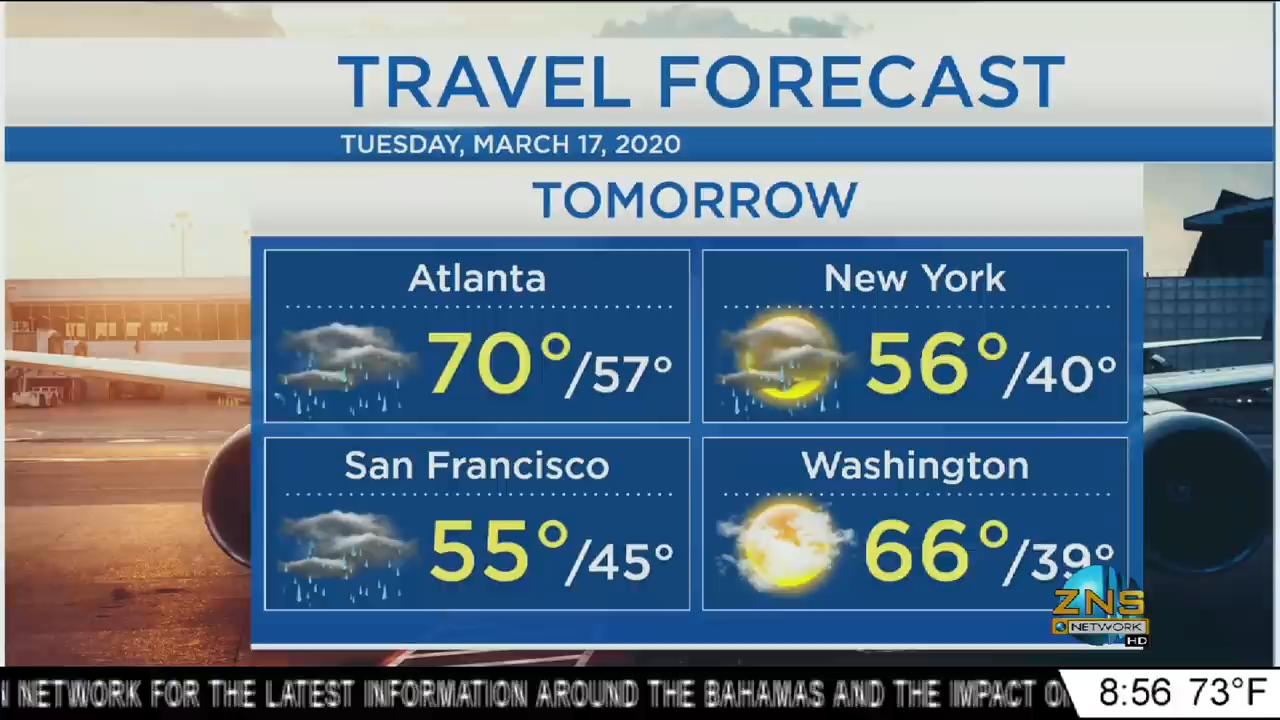 TRAVEL FORECAST
TUESDAY, MARCH 17, 2020
TOMORROW
Atlanta
70°/57°
New York
56°/40°
San Francisco
55°/45°
Washington
66°/39°
ZNS
NETWORK
HD
NETWORK FOR THE LATEST INFORMATION AROUND THE BAHAMAS AND THE IMPACT
8:56 73°F